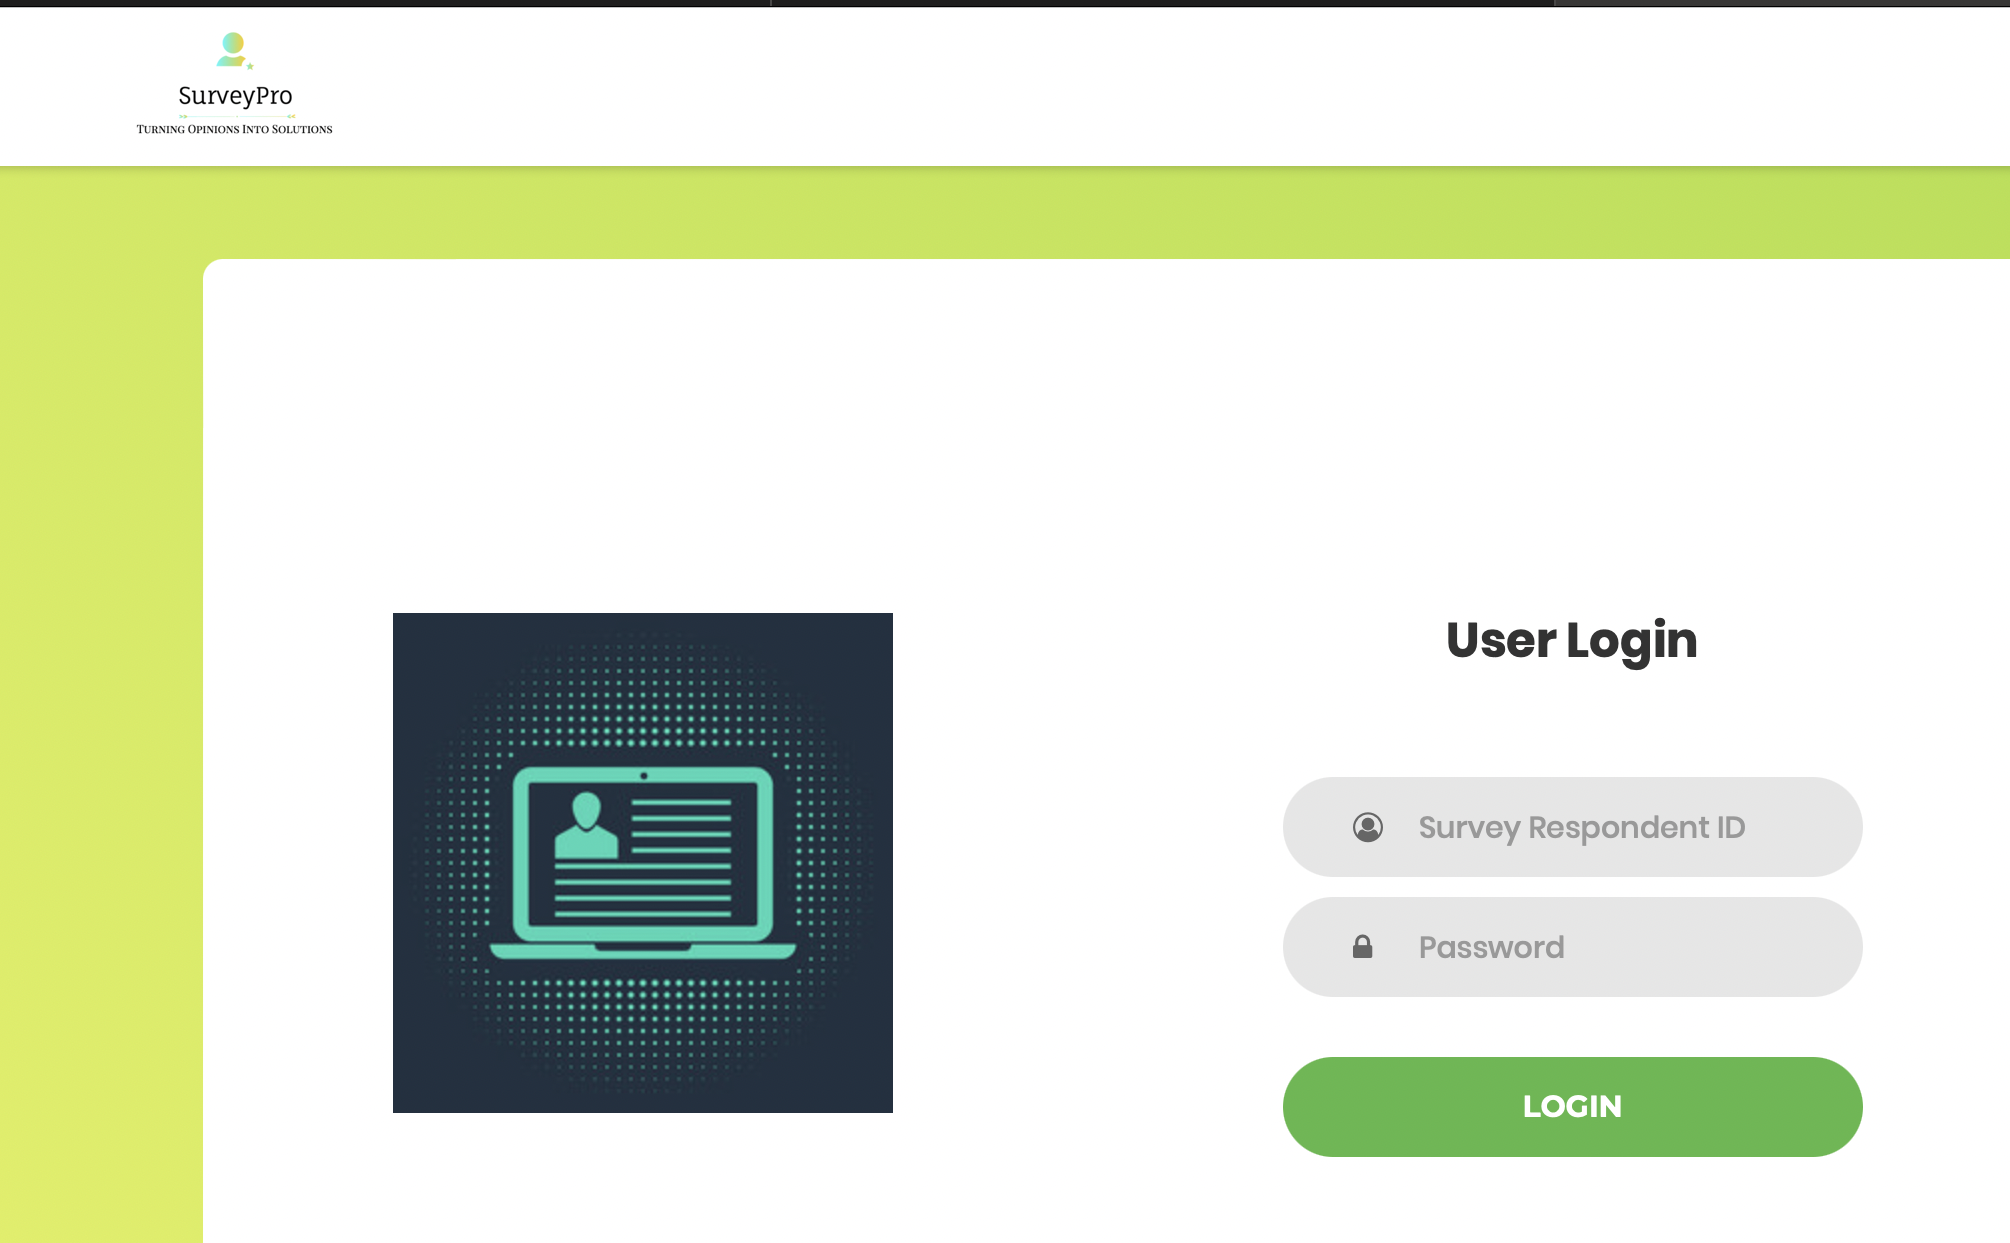 SurveyPro
Turning Opinions Into Solutions
User Login
Survey Respondent ID
Password
LOGIN